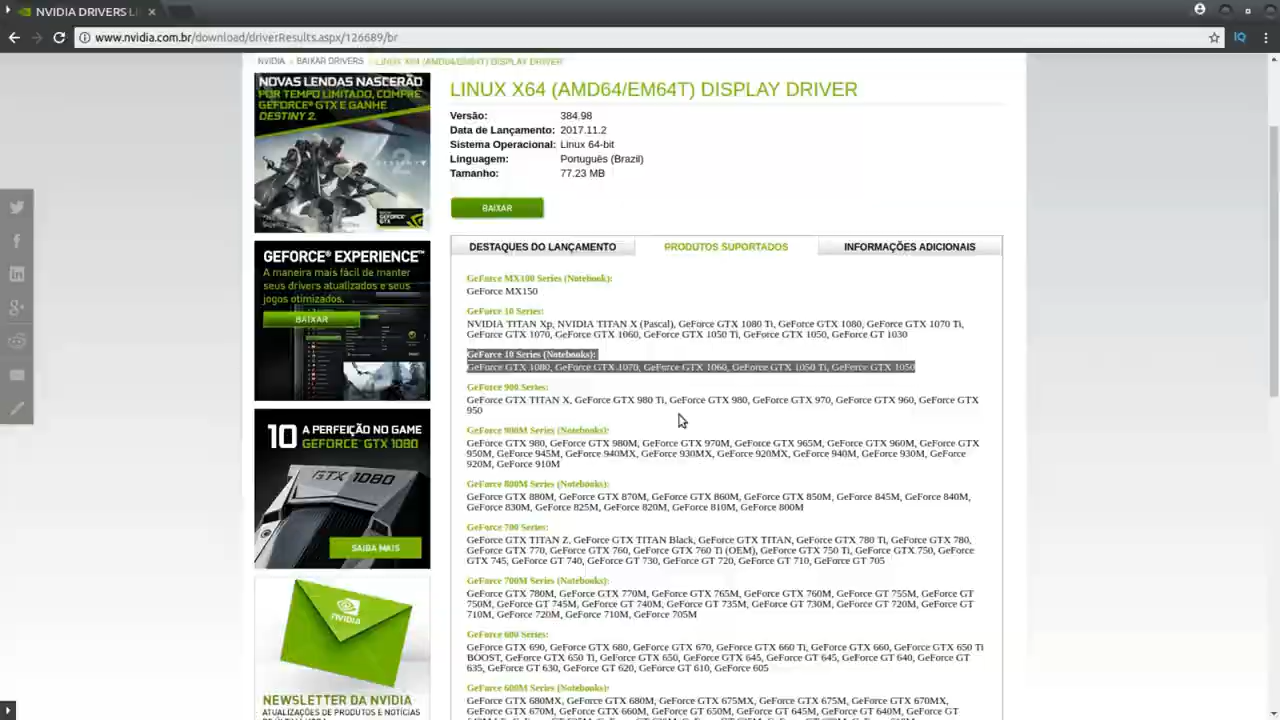 NVIDIA DRIVERS LI
www.nvidia.com.br/download/driverResults.aspx/126689/br
NVIDIA BAIXAR DRIVERS LINUX X64 (AMD64/EM64T) DISPLAY DRIVER
NOVAS LENDAS NASCERÃO
POR TEMPO LIMITADO, COMPRE
GEFORCE® GTX E GANHE
DESTINY 2.
GEFORCE GTX
GEFORCE® EXPERIENCE™
A maneira mais fácil de manter
seus drivers atualizados e seus
jogos otimizados.
BAIXAR
10 A PERFEIÇÃO NO GAME
GEFORCE GTX 1080
GTX 1080
SAIBA MAIS
NVIDIA
NEWSLETTER DA NVIDIA
ATUALIZAÇÕES DE PRODUTOS E NOTÍCIAS
LINUX X64 (AMD64/EM64T) DISPLAY DRIVER
Versão: 384.98
Data de Lançamento: 2017.11.2
Sistema Operacional: Linux 64-bit
Linguagem: Português (Brazil)
Tamanho: 77.23 MB
BAIXAR
DESTAQUES DO LANÇAMENTO PRODUTOS SUPORTADOS INFORMAÇÕES ADICIONAIS
GeForce MX100 Series (Notebook):
GeForce MX150
GeForce 10 Series:
NVIDIA TITAN Xp, NVIDIA TITAN X (Pascal), GeForce GTX 1080 Ti, GeForce GTX 1080, GeForce GTX 1070 Ti,
GeForce GTX 1070, GeForce GTX 1060, GeForce GTX 1050 Ti, GeForce GTX 1050, GeForce GT 1030
GeForce 10 Series (Notebooks):
GeForce GTX 1080, GeForce GTX 1070, GeForce GTX 1060, GeForce GTX 1050 Ti, GeForce GTX 1050
GeForce 900 Series:
GeForce GTX TITAN X, GeForce GTX 980 Ti, GeForce GTX 980, GeForce GTX 970, GeForce GTX 960, GeForce GTX
950
GeForce 900M Series (Notebooks):
GeForce GTX 980, GeForce GTX 980M, GeForce GTX 970M, GeForce GTX 965M, GeForce GTX 960M, GeForce GTX
950M, GeForce 945M, GeForce 940MX, GeForce 930MX, GeForce 920MX, GeForce 940M, GeForce 930M, GeForce
920M, GeForce 910M
GeForce 800M Series (Notebooks):
GeForce GTX 880M, GeForce GTX 870M, GeForce GTX 860M, GeForce GTX 850M, GeForce 845M, GeForce 840M,
GeForce 830M, GeForce 825M, GeForce 820M, GeForce 810M, GeForce 800M
GeForce 700 Series:
GeForce GTX TITAN Z, GeForce GTX TITAN Black, GeForce GTX TITAN, GeForce GTX 780 Ti, GeForce GTX 780,
GeForce GTX 770, GeForce GTX 760, GeForce GTX 760 Ti (OEM), GeForce GTX 750 Ti, GeForce GTX 750, GeForce
GTX 745, GeForce GT 740, GeForce GT 730, GeForce GT 720, GeForce GT 710, GeForce GT 705
GeForce 700M Series (Notebooks):
GeForce GTX 780M, GeForce GTX 770M, GeForce GTX 765M, GeForce GTX 760M, GeForce GT 755M, GeForce GT
750M, GeForce GT 745M, GeForce GT 740M, GeForce GT 735M, GeForce GT 730M, GeForce GT 720M, GeForce GT
710M, GeForce 720M, GeForce 710M, GeForce 705M
GeForce 600 Series:
GeForce GTX 690, GeForce GTX 680, GeForce GTX 670, GeForce GTX 660 Ti, GeForce GTX 660, GeForce GTX 650 Ti
BOOST, GeForce GTX 650 Ti, GeForce GTX 650, GeForce GTX 645, GeForce GT 645, GeForce GT 640, GeForce GT
635, GeForce GT 630, GeForce GT 620, GeForce GT 610, GeForce 605
GeForce 600M Series (Notebooks):
GeForce GTX 680MX, GeForce GTX 680M, GeForce GTX 675MX, GeForce GTX 675M, GeForce GTX 670MX,
GeForce GTX 670M, GeForce GTX 660M, GeForce GT 650M, GeForce GT 645M, GeForce GT 640M, GeForce GT